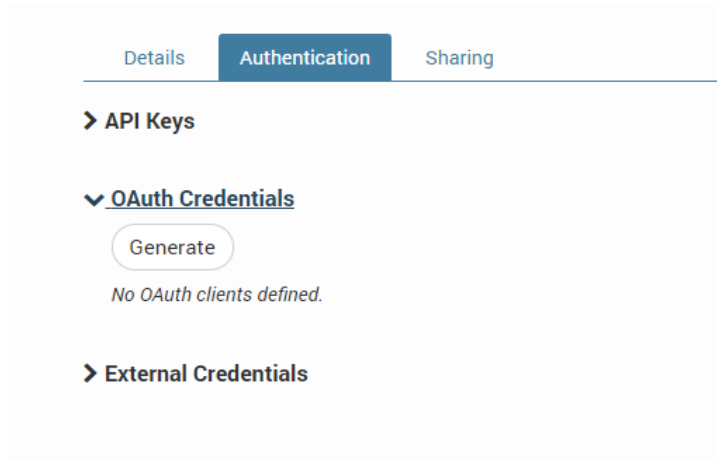 Details Authentication Sharing
API Keys
OAuth Credentials
Generate
No OAuth clients defined.
External Credentials